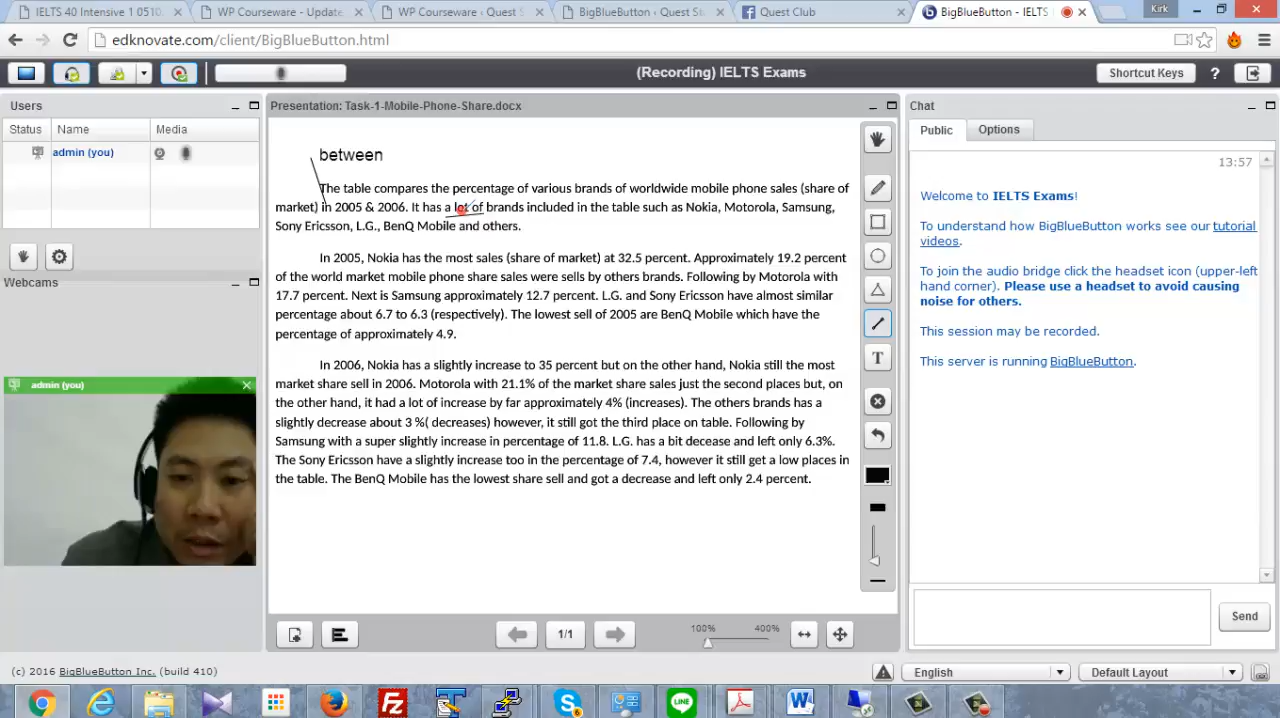 IELTS 40 Intensive 1 0510
WP Courseware - Update
WP Courseware ‹ Quest S
BigBlueButton ‹ Quest St
Quest Club
BigBlueButton - IELTS
Kirk
edknovate.com/client/BigBlueButton.html
(Recording) IELTS Exams
Shortcut Keys
?
Users
Status Name Media
admin (you)
Webcams
admin (you)
Presentation: Task-1-Mobile-Phone-Share.docx
between
The table compares the percentage of various brands of worldwide mobile phone sales (share of
market) in 2005 & 2006. It has a lot of brands included in the table such as Nokia, Motorola, Samsung,
Sony Ericsson, L.G., BenQ Mobile and others.
In 2005, Nokia has the most sales (share of market) at 32.5 percent. Approximately 19.2 percent
of the world market mobile phone share sales were sells by others brands. Following by Motorola with
17.7 percent. Next is Samsung approximately 12.7 percent. L.G. and Sony Ericsson have almost similar
percentage about 6.7 to 6.3 (respectively). The lowest sell of 2005 are BenQ Mobile which have the
percentage of approximately 4.9.
In 2006, Nokia has a slightly increase to 35 percent but on the other hand, Nokia still the most
market share sell in 2006. Motorola with 21.1% of the market share sales just the second places but, on
the other hand, it had a lot of increase by far approximately 4% (increases). The others brands has a
slightly decrease about 3 %( decreases) however, it still got the third place on table. Following by
Samsung with a super slightly increase in percentage of 11.8. L.G. has a bit decease and left only 6.3%.
The Sony Ericsson have a slightly increase too in the percentage of 7.4, however it still get a low places in
the table. The BenQ Mobile has the lowest share sell and got a decrease and left only 2.4 percent.
T
1/1
100% 400%
Chat
Public Options
13:57
Welcome to IELTS Exams!
To understand how BigBlueButton works see our tutorial
videos.
To join the audio bridge click the headset icon (upper-left
hand corner). Please use a headset to avoid causing
noise for others.
This session may be recorded.
This server is running BigBlueButton.
Send
(c) 2016 BigBlueButton Inc. (build 410)
English
Default Layout